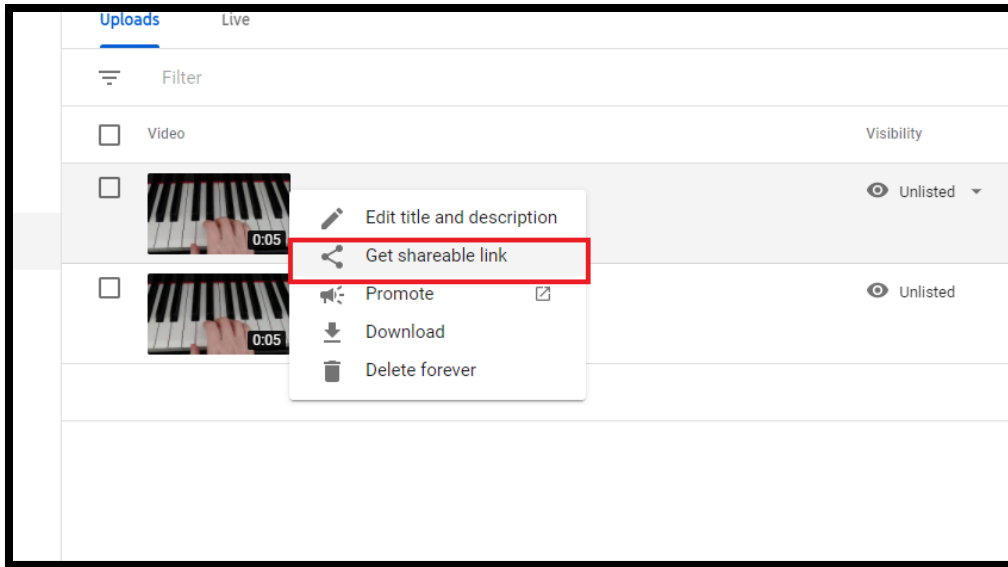 Uploads Live
Filter
Video Visibility
Unlisted
0:05
Edit title and description
Get shareable link
Promote
Download
Delete forever
Unlisted
0:05